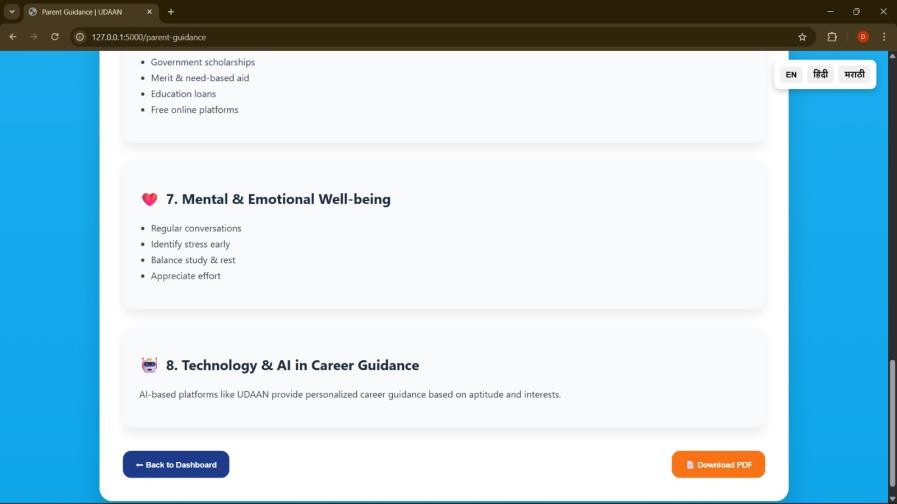 Parent Guidance | UDAAN
127.0.0.1:5000/parent-guidance
D
EN हिंदी मराठी
Government scholarships
Merit & need-based aid
Education loans
Free online platforms
7. Mental & Emotional Well-being
Regular conversations
Identify stress early
Balance study & rest
Appreciate effort
8. Technology & AI in Career Guidance
AI-based platforms like UDAAN provide personalized career guidance based on aptitude and interests.
← Back to Dashboard
Download PDF